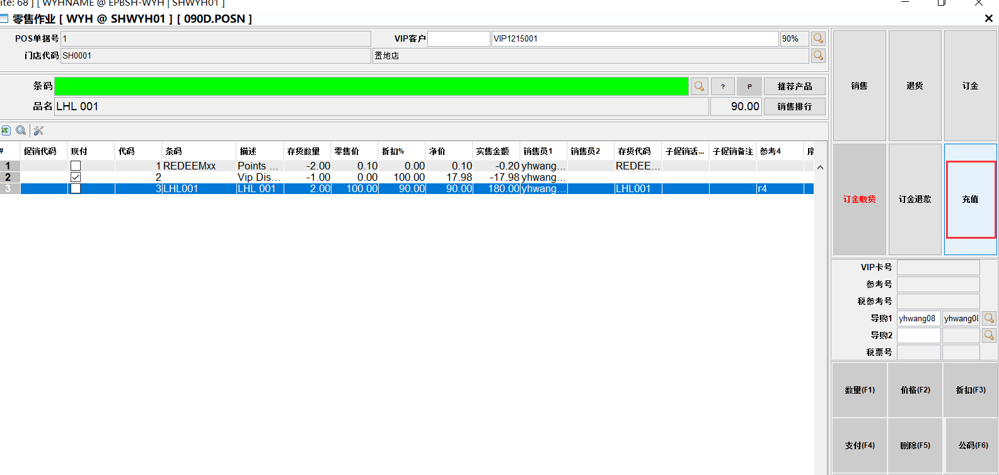 ite: 68 ] [ WYHNAME @ EPBSH-WYH | SHWYH01 ]
零售作业 [ WYH @ SHWYH01 ] [ 090D.POSN ]
POS单据号 1 VIP客户 VIP1215001 90%
门店代码 SH0001 置地店
条码 ? P 推荐产品
品名 LHL 001 90.00 销售排行
# 促销代码 现付 代码 条码 描述 存货数量 零售价 折扣% 净价 实售金额 销售员1 销售员2 存货代码 子促销活... 子促销备注 参考4
1 1 REDEEMxx Points ... -2.00 0.10 0.00 0.10 -0.20 yhwang... REDEE...
2 2 Vip Dis... -1.00 0.00 100.00 17.98 -17.98 yhwang...
3 3 LHL001 LHL 001 2.00 100.00 90.00 90.00 180.00 yhwang... LHL001 r4
销售 退货 订金
订金取货 订金退款 充值
VIP卡号
参考号
税参考号
导购1 yhwang08 yhwang08
导购2
税票号
数量(F1) 价格(F2) 折扣(F3)
支付(F4) 删除(F5) 公码(F6)